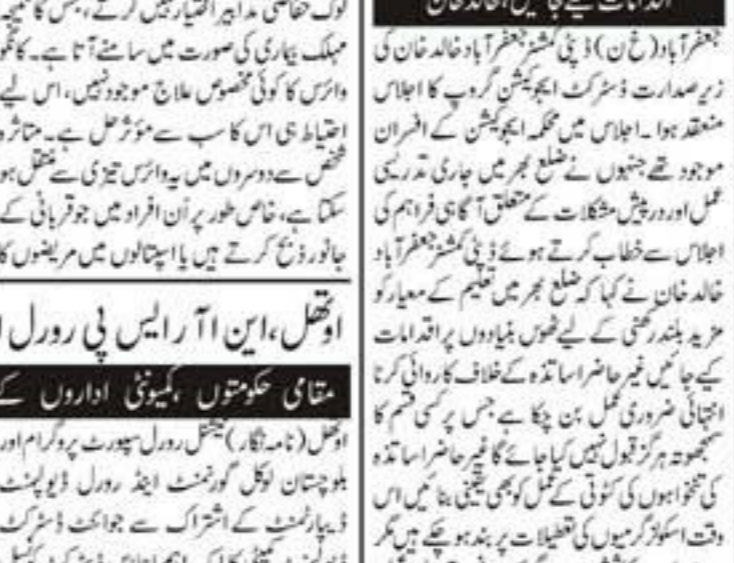 اقدامات کیے جائیں، خالد خان
جعفرآباد (خ ن) ڈپٹی کمشنر جعفرآباد خالد خان کی
زیر صدارت ڈسٹرکٹ ایجوکیشن گروپ کا اجلاس
منعقد ہوا۔ اجلاس میں محکمہ ایجوکیشن کے افسران
موجود تھے جنہوں نے ضلع بھر میں جاری تدریسی
عمل اور درپیش مشکلات کے متعلق آگاہی فراہم کی
اجلاس سے خطاب کرتے ہوئے ڈپٹی کمشنر جعفرآباد
خالد خان نے کہا کہ ضلع بھر میں تعلیم کے معیار کو
مزید بلند رکھنی کے لیے ٹھوس بنیادوں پر اقدامات
کیے جائیں غیر حاضر اساتذہ کے خلاف کاروائی کرنا
انتہائی ضروری عمل بن چکا ہے جس پر کسی قسم کا
سمجھوتہ ہرگز قبول نہیں کیا جائے گا غیر حاضر اساتذہ
کی تنخواہوں کی کٹوتی کے عمل کو بھی یقینی بنائیں اس
وقت اسکولز گرمیوں کی تعطیلات پر بند ہو چکے ہیں مگر
لوگ حفاظتی تدابیر اختیار نہیں کرتے، جس کا نتیجہ
مہلک بیماری کی صورت میں سامنے آتا ہے۔ کانگو
وائرس کا کوئی مخصوص علاج موجود نہیں، اس لیے
احتیاط ہی اس کا سب سے مؤثر حل ہے۔ متاثرہ
شخص سے دوسروں میں یہ وائرس تیزی سے منتقل ہو
سکتا ہے، خاص طور پر اُن افراد میں جو قربانی کے
جانور ذبح کرتے ہیں یا اسپتالوں میں مریضوں کا
اوتھل، این آر ایس پی رورل
مقامی حکومتوں، کمیونٹی اداروں کے
اوتھل (نامہ نگار) نیشنل رورل سپورٹ پروگرام اور
بلوچستان لوکل گورنمنٹ اینڈ رورل ڈیولپمنٹ
ڈیپارٹمنٹ کے اشتراک سے جوائنٹ ڈسٹرکٹ